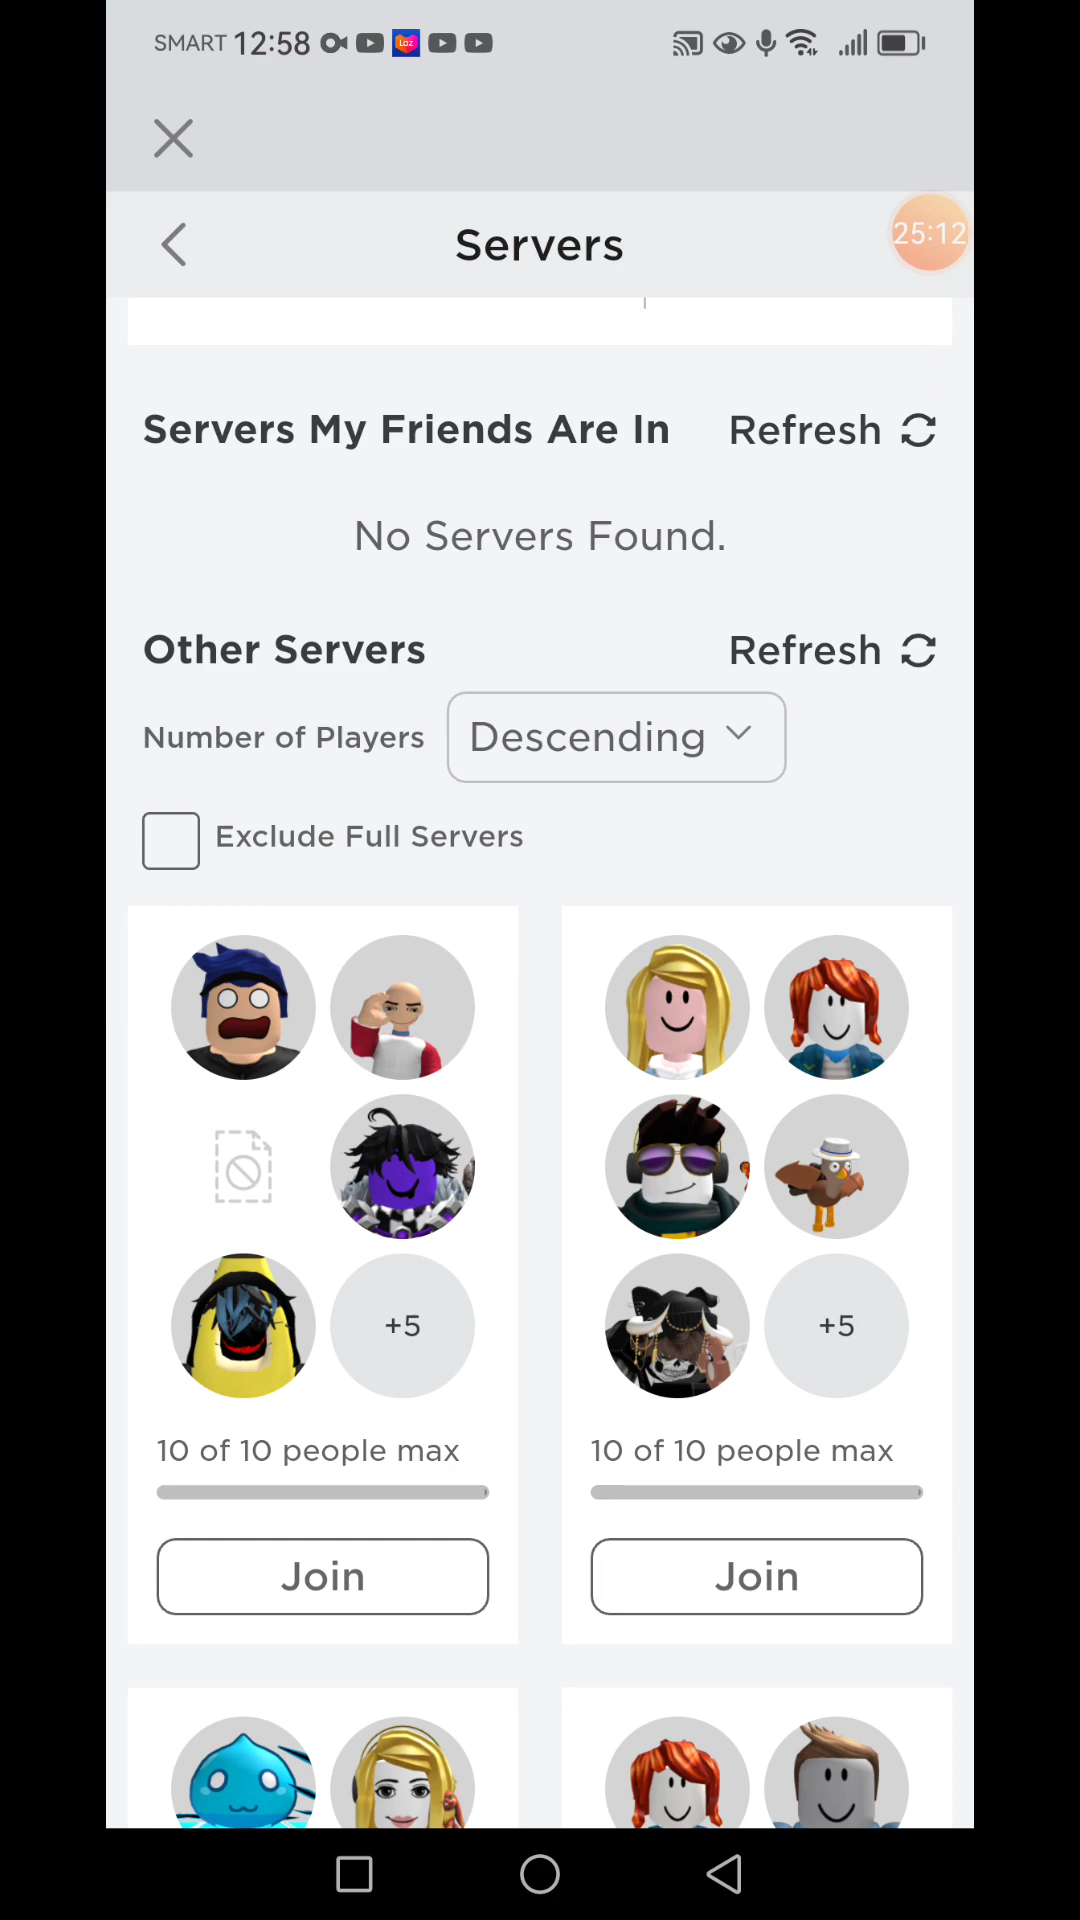 SMART 12:58
Laz
Servers
25:12
Servers My Friends Are In
Refresh
No Servers Found.
Other Servers
Refresh
Number of Players
Descending
Exclude Full Servers
+5
+5
10 of 10 people max
10 of 10 people max
Join
Join